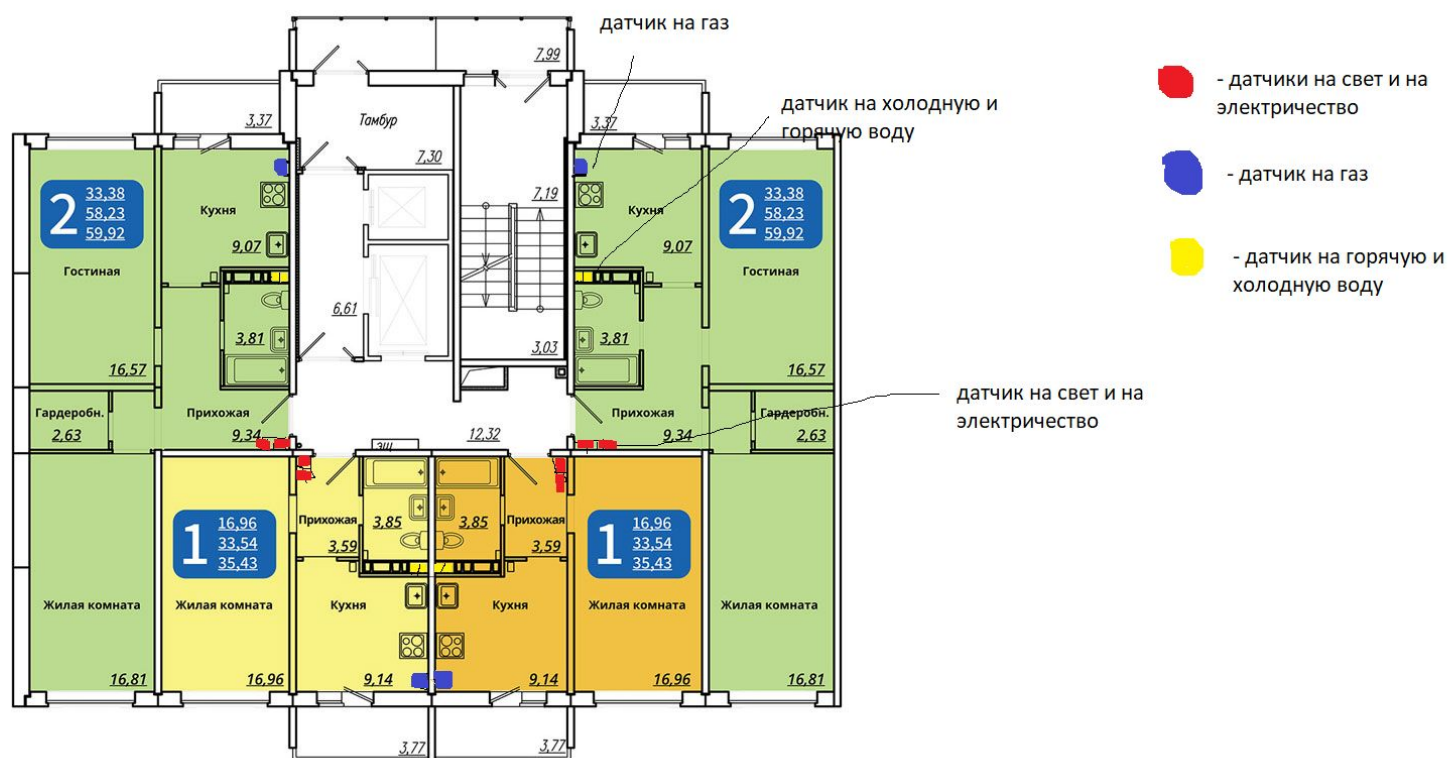 датчик на газ
7,99
- датчики на свет и на
электричество
датчик на холодную и
горячую воду
3,37
Тамбур
7,30
3,37
- датчик на газ
2
33,38
58,23
59,92
Кухня
9,07
Гостиная
7,19
Кухня
9,07
2
33,38
58,23
59,92
Гостиная
- датчик на горячую и
холодную воду
6,61
3,81
16,57
3,03
3,81
16,57
датчик на свет и на
электричество
Гардеробн.
2,63
Прихожая
9,34
ЭЩ
12,32
Прихожая
9,34
Гардеробн.
2,63
1
16,96
33,54
35,43
Прихожая
3,59
3,85
3,85
Прихожая
3,59
1
16,96
33,54
35,43
Жилая комната
16,81
Жилая комната
16,96
Кухня
9,14
Кухня
9,14
Жилая комната
16,96
Жилая комната
16,81
3,77
3,77